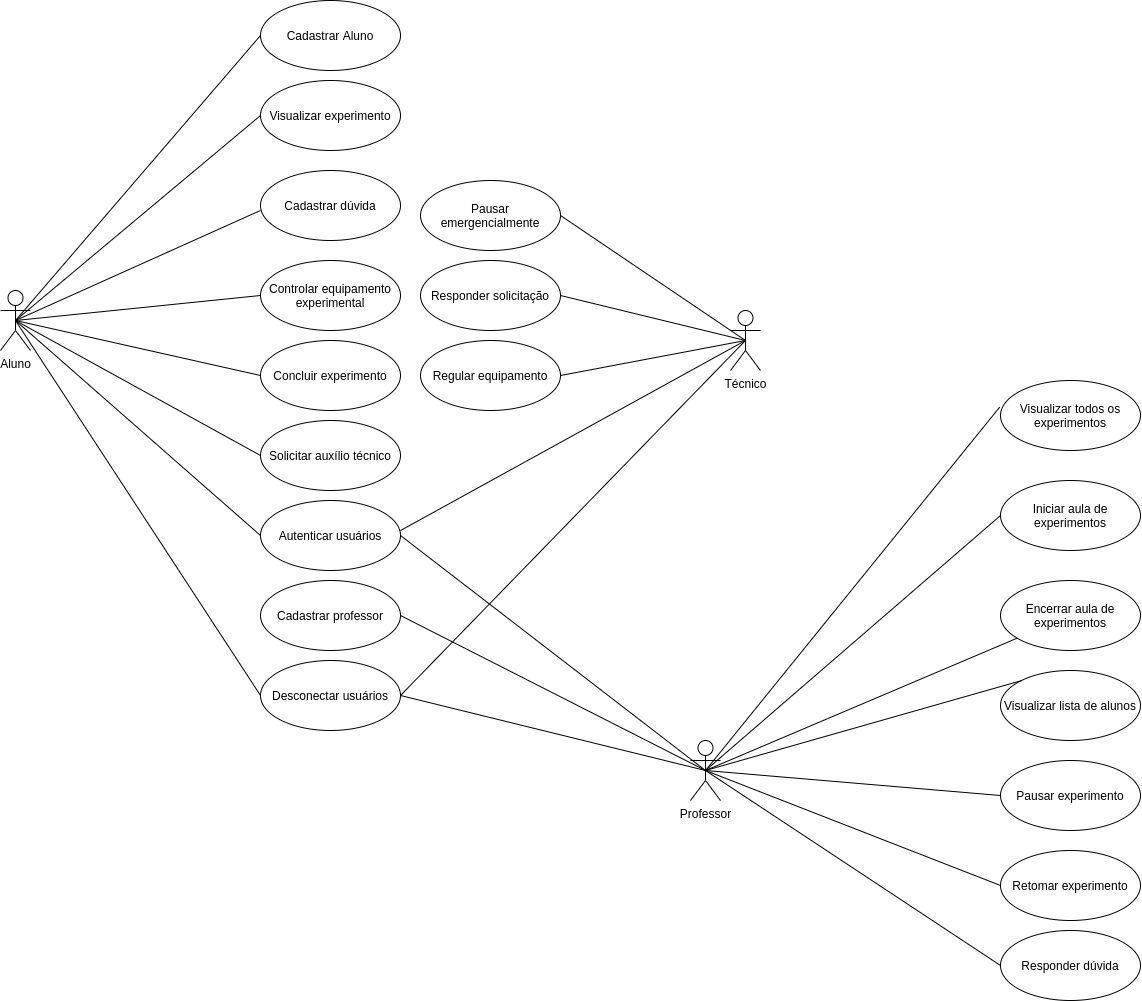 Cadastrar Aluno
Visualizar experimento
Cadastrar dúvida
Pausar
emergencialmente
Controlar equipamento
experimental
Responder solicitação
Aluno
Concluir experimento
Regular equipamento
Técnico
Visualizar todos os
experimentos
Solicitar auxílio técnico
Autenticar usuários
Iniciar aula de
experimentos
Cadastrar professor
Encerrar aula de
experimentos
Desconectar usuários
Visualizar lista de alunos
Professor
Pausar experimento
Retomar experimento
Responder dúvida